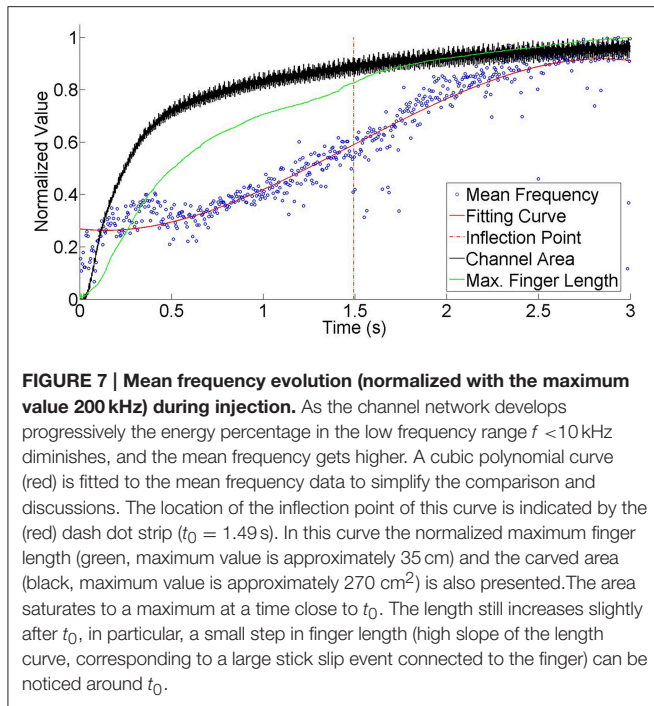 1
0.8
0.6
0.4
0.2
0
Normalized Value
0
0.5
1
1.5
2
2.5
3
Time (s)
Mean Frequency
Fitting Curve
Inflection Point
Channel Area
Max. Finger Length
FIGURE 7 | Mean frequency evolution (normalized with the maximum
value 200 kHz) during injection. As the channel network develops
progressively the energy percentage in the low frequency range f <10 kHz
diminishes, and the mean frequency gets higher. A cubic polynomial curve
(red) is fitted to the mean frequency data to simplify the comparison and
discussions. The location of the inflection point of this curve is indicated by the
(red) dash dot strip (t₀ = 1.49 s). In this curve the normalized maximum finger
length (green, maximum value is approximately 35 cm) and the carved area
(black, maximum value is approximately 270 cm²) is also presented.The area
saturates to a maximum at a time close to t₀. The length still increases slightly
after t₀, in particular, a small step in finger length (high slope of the length
curve, corresponding to a large stick slip event connected to the finger) can be
noticed around t₀.